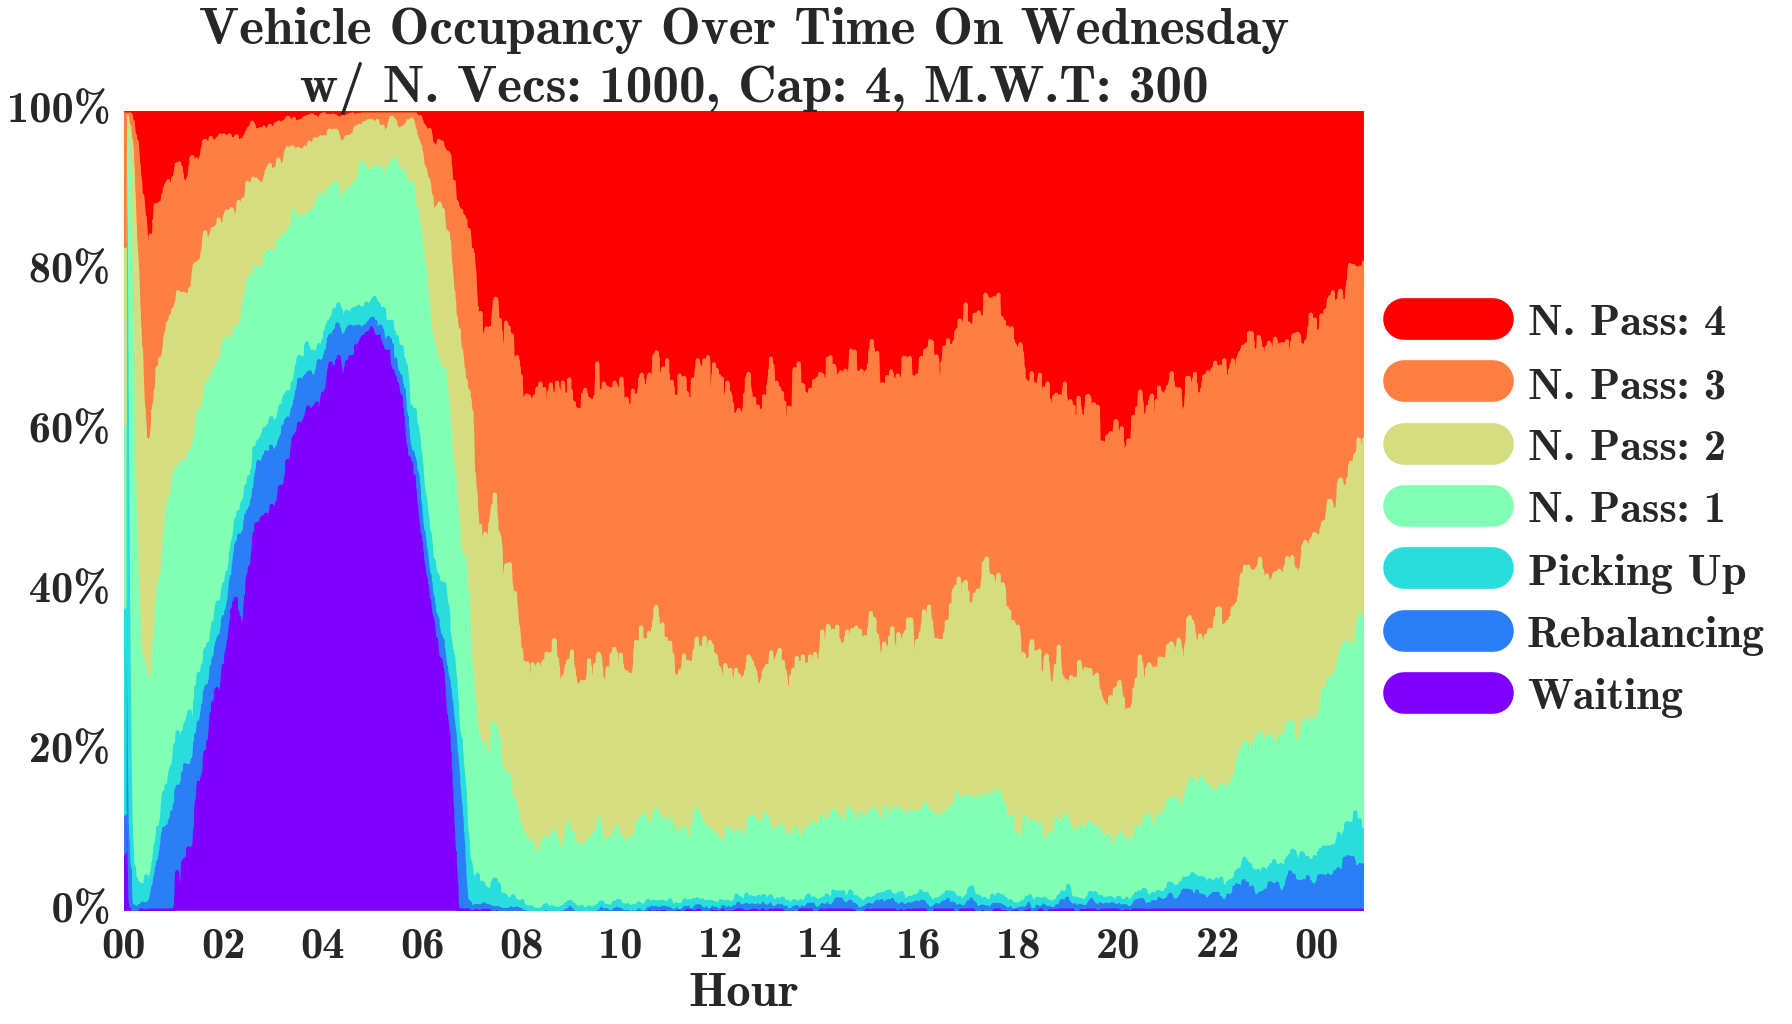 Vehicle Occupancy Over Time On Wednesday
w/ N. Vecs: 1000, Cap: 4, M.W.T: 300
100%
80%
60%
40%
20%
0%
00 02 04 06 08 10 12 14 16 18 20 22 00
Hour
N. Pass: 4
N. Pass: 3
N. Pass: 2
N. Pass: 1
Picking Up
Rebalancing
Waiting